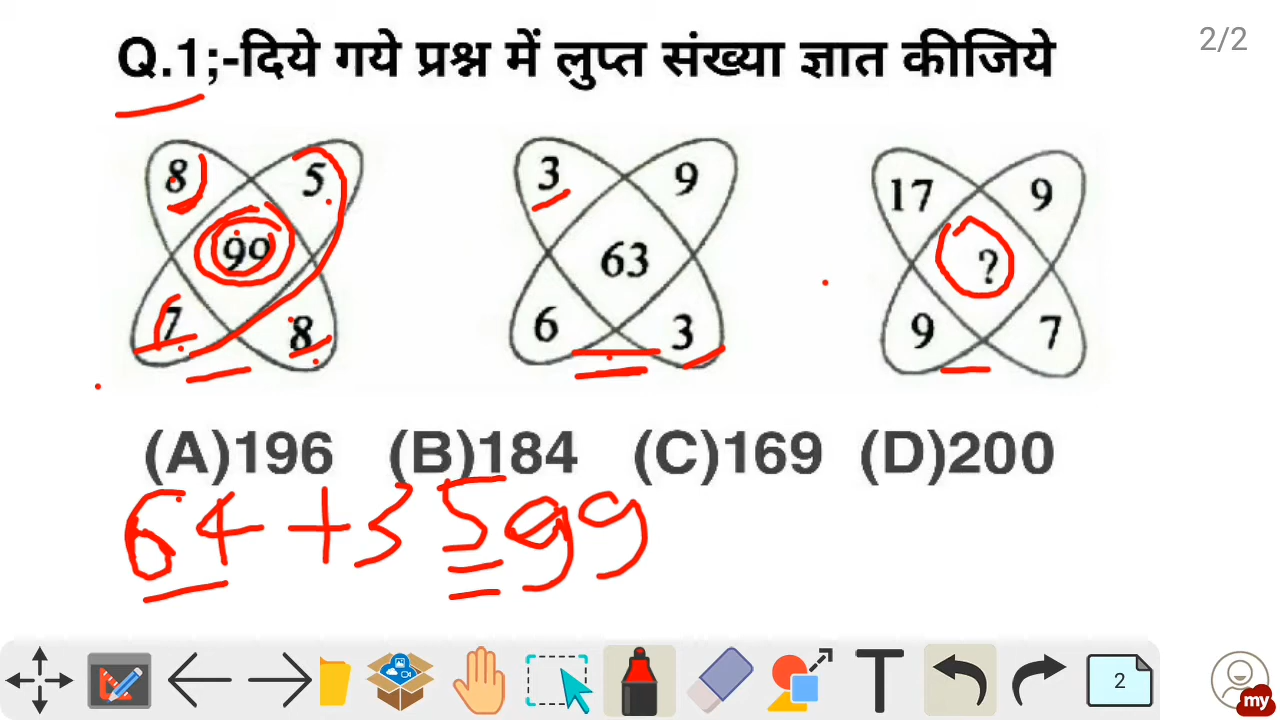 2/2
Q.1;-दिये गये प्रश्न में लुप्त संख्या ज्ञात कीजिये
8 5 3 9 17 9
99 63 ?
7 8 6 3 9 7
(A)196 (B)184 (C)169 (D)200
64+35 99
T 2
my